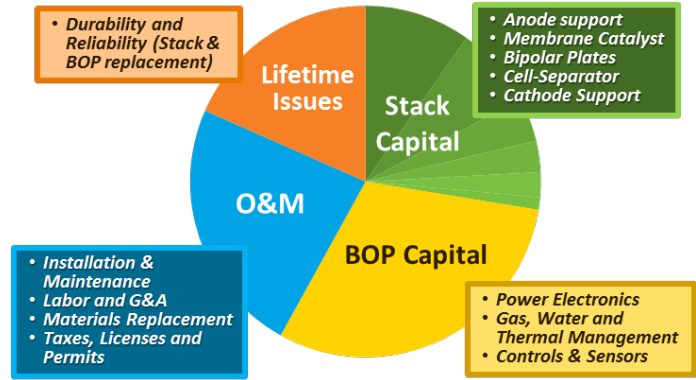 • Durability and
Reliability (Stack &
BOP replacement)
Lifetime
Issues
Stack
Capital
• Anode support
• Membrane Catalyst
• Bipolar Plates
• Cell-Separator
• Cathode Support
O&M
BOP Capital
• Installation &
Maintenance
• Labor and G&A
• Materials Replacement
• Taxes, Licenses and
Permits
• Power Electronics
• Gas, Water and
Thermal Management
• Controls & Sensors